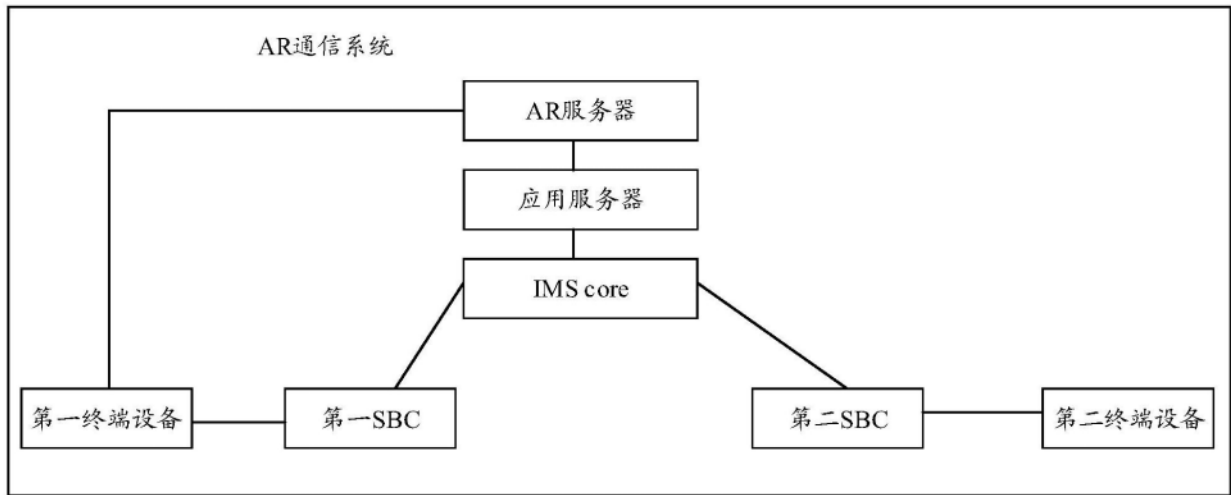 AR通信系统
AR服务器
应用服务器
IMS core
第一终端设备
第一SBC
第二SBC
第二终端设备